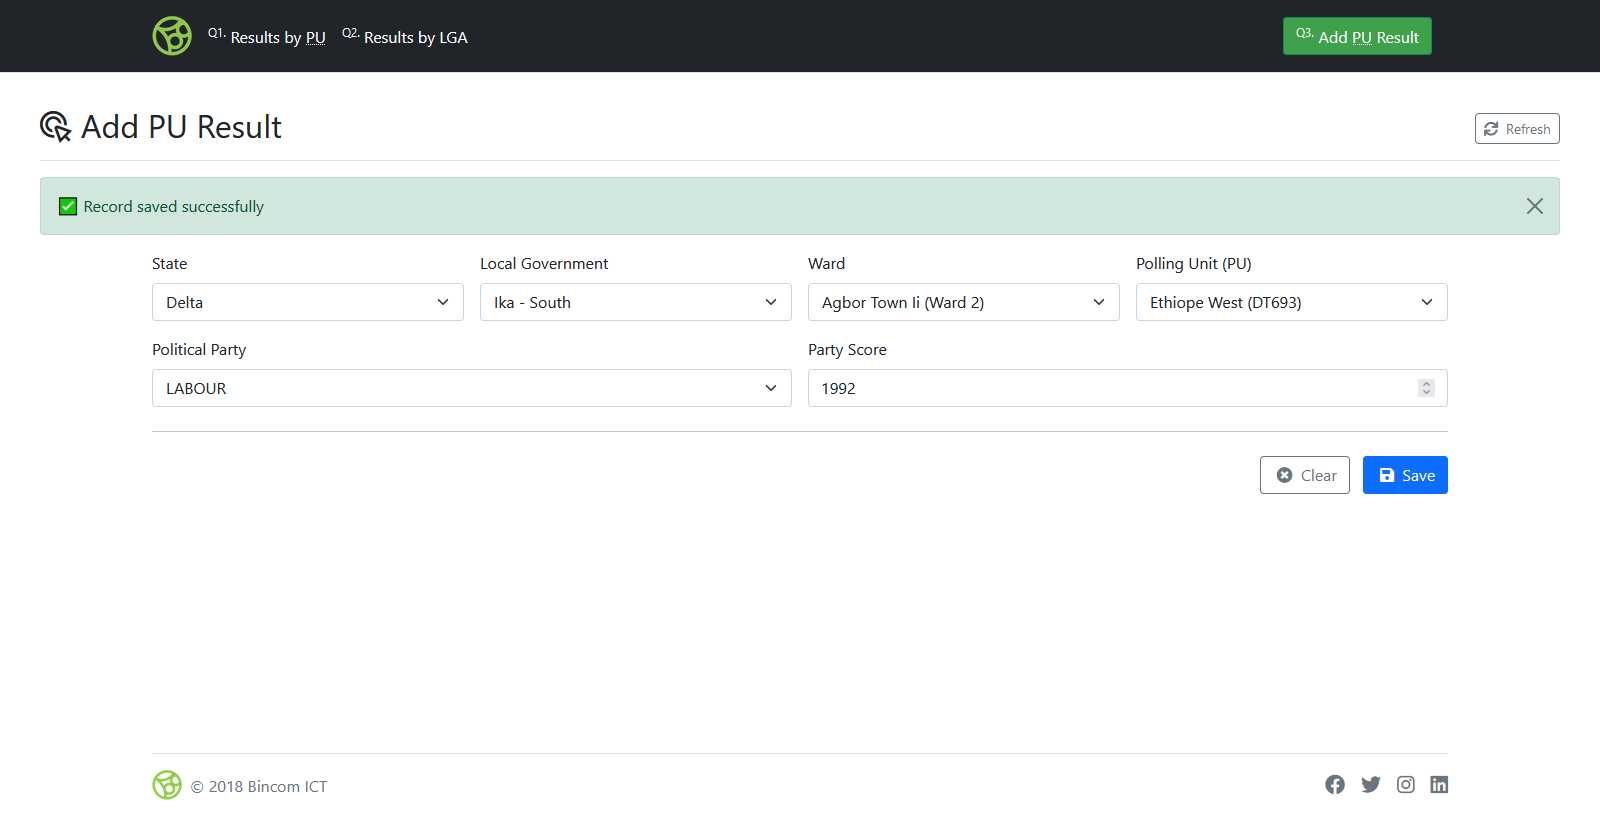 Q1. Results by PU Q2. Results by LGA Q3. Add PU Result
Add PU Result Refresh
Record saved successfully
State Local Government Ward Polling Unit (PU)
Delta Ika - South Agbor Town Ii (Ward 2) Ethiope West (DT693)
Political Party Party Score
LABOUR 1992
Clear Save
© 2018 Bincom ICT